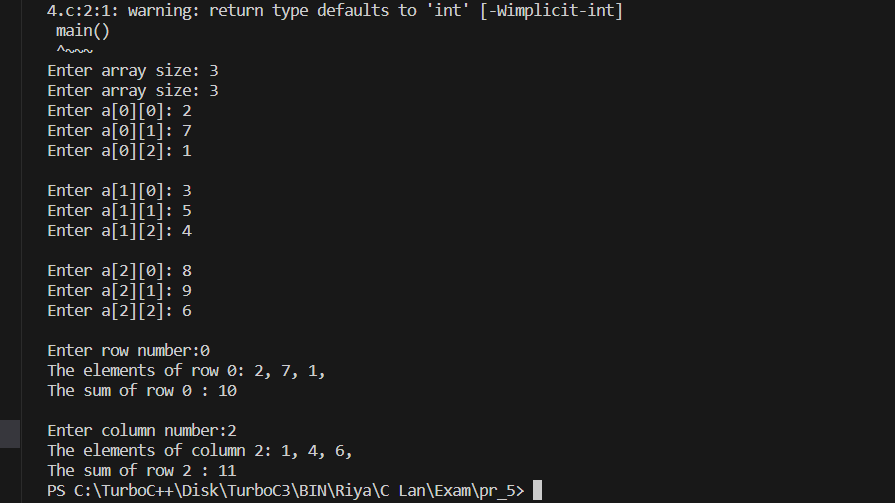 4.c:2:1: warning: return type defaults to 'int' [-Wimplicit-int]
main()
^~~~
Enter array size: 3
Enter array size: 3
Enter a[0][0]: 2
Enter a[0][1]: 7
Enter a[0][2]: 1
Enter a[1][0]: 3
Enter a[1][1]: 5
Enter a[1][2]: 4
Enter a[2][0]: 8
Enter a[2][1]: 9
Enter a[2][2]: 6
Enter row number:0
The elements of row 0: 2, 7, 1,
The sum of row 0 : 10
Enter column number:2
The elements of column 2: 1, 4, 6,
The sum of row 2 : 11
PS C:\TurboC++\Disk\TurboC3\BIN\Riya\C Lan\Exam\pr_5>